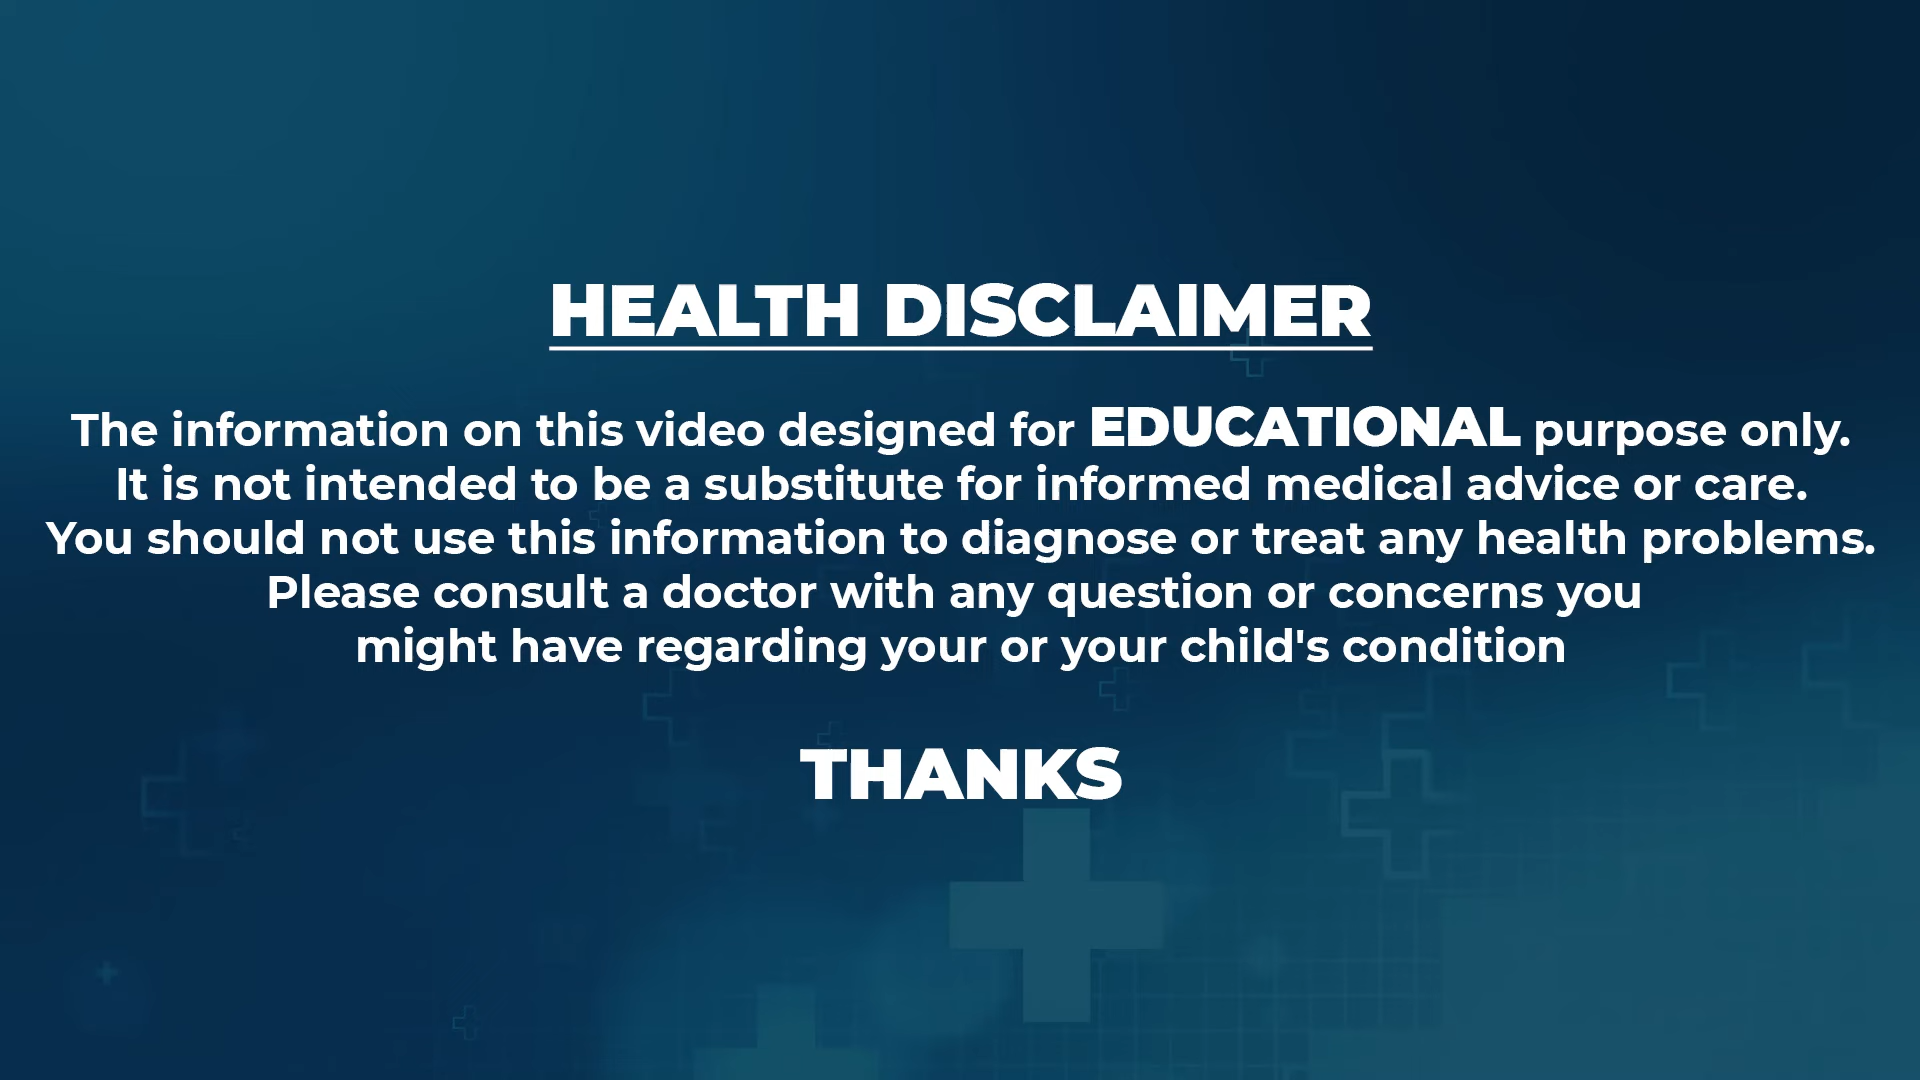 HEALTH DISCLAIMER
The information on this video designed for EDUCATIONAL purpose only.
It is not intended to be a substitute for informed medical advice or care.
You should not use this information to diagnose or treat any health problems.
Please consult a doctor with any question or concerns you
might have regarding your or your child's condition
THANKS